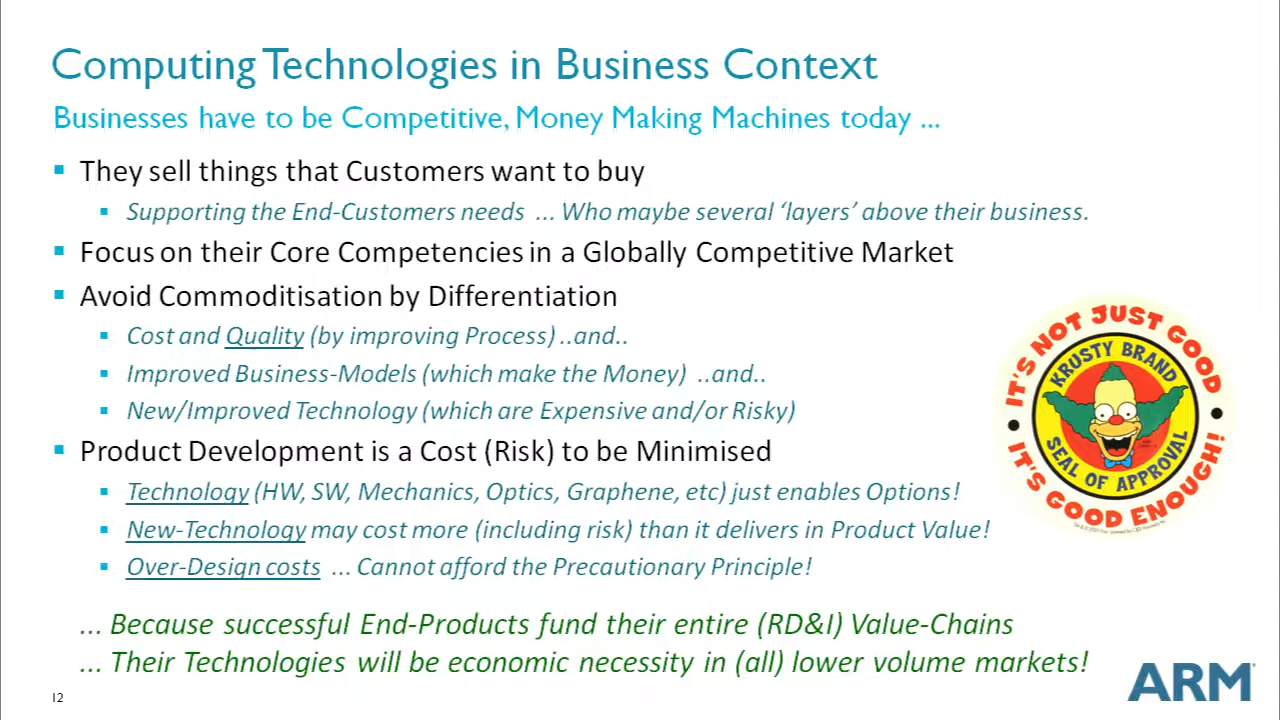 Computing Technologies in Business Context
Businesses have to be Competitive, Money Making Machines today ...
▪ They sell things that Customers want to buy
▪ Supporting the End-Customers needs ... Who maybe several ‘layers’ above their business.
▪ Focus on their Core Competencies in a Globally Competitive Market
▪ Avoid Commoditisation by Differentiation
▪ Cost and Quality (by improving Process) ..and..
▪ Improved Business-Models (which make the Money) ..and..
▪ New/Improved Technology (which are Expensive and/or Risky)
▪ Product Development is a Cost (Risk) to be Minimised
▪ Technology (HW, SW, Mechanics, Optics, Graphene, etc) just enables Options!
▪ New-Technology may cost more (including risk) than it delivers in Product Value!
▪ Over-Design costs ... Cannot afford the Precautionary Principle!
IT'S NOT JUST GOOD
KRUSTY BRAND
SEAL OF APPROVAL
IT'S GOOD ENOUGH!
... Because successful End-Products fund their entire (RD&I) Value-Chains
... Their Technologies will be economic necessity in (all) lower volume markets!
12
ARM